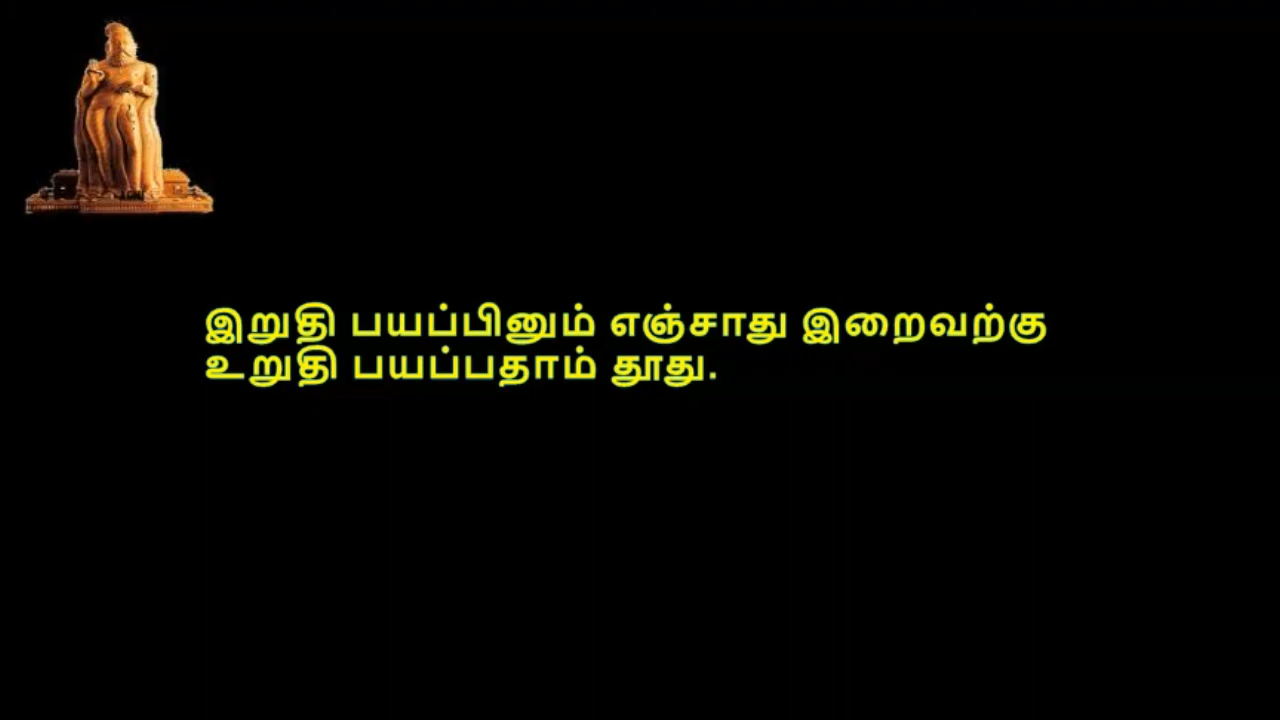 இறுதி பயப்பினும் எஞ்சாது இறைவற்கு
உறுதி பயப்பதாம் தூது.